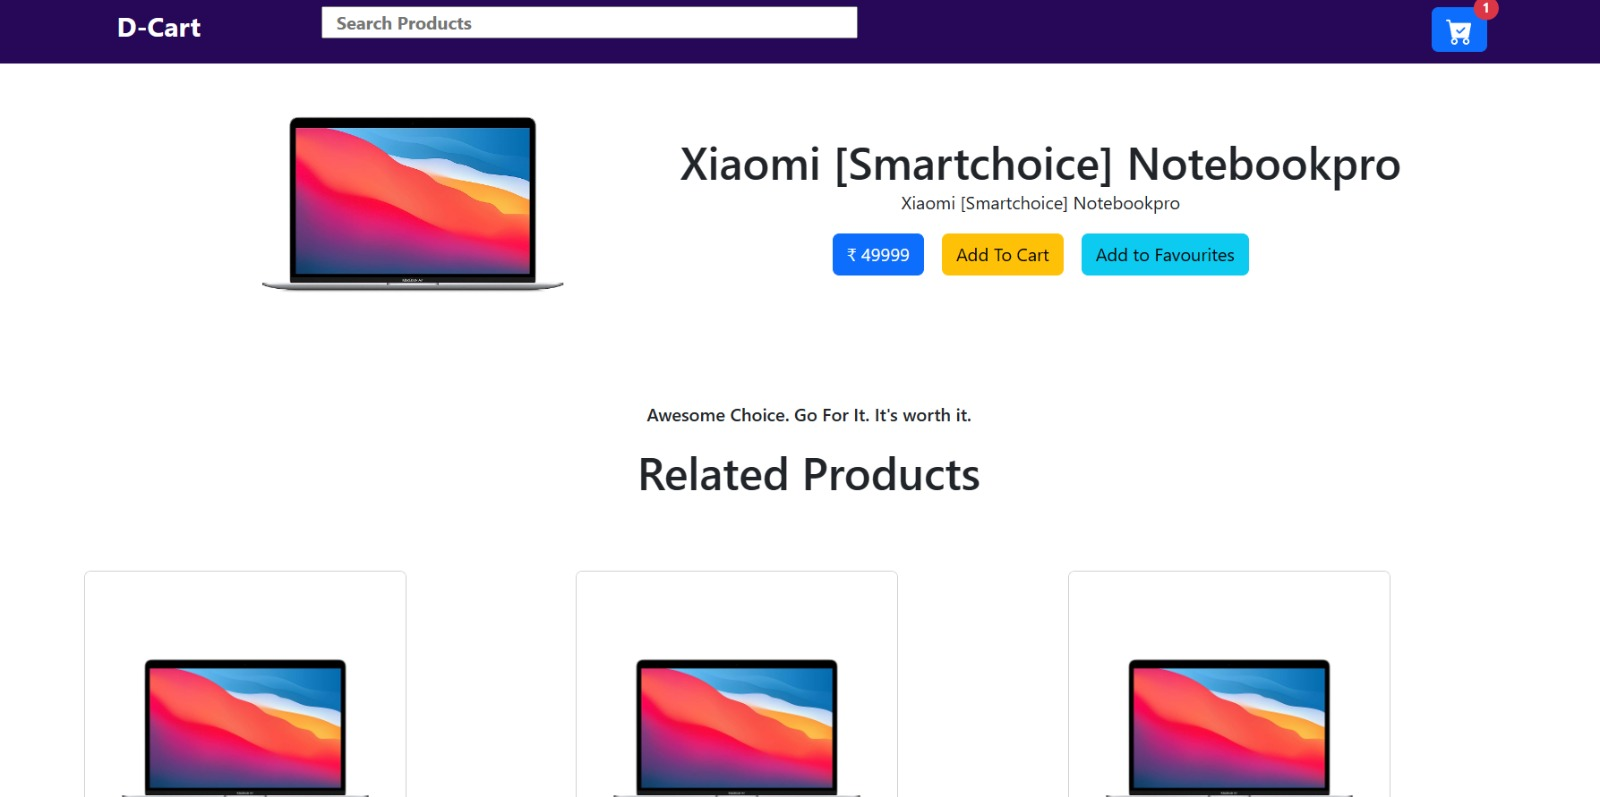 D-Cart
Search Products
1
Xiaomi [Smartchoice] Notebookpro
Xiaomi [Smartchoice] Notebookpro
₹ 49999
Add To Cart
Add to Favourites
Awesome Choice. Go For It. It's worth it.
Related Products